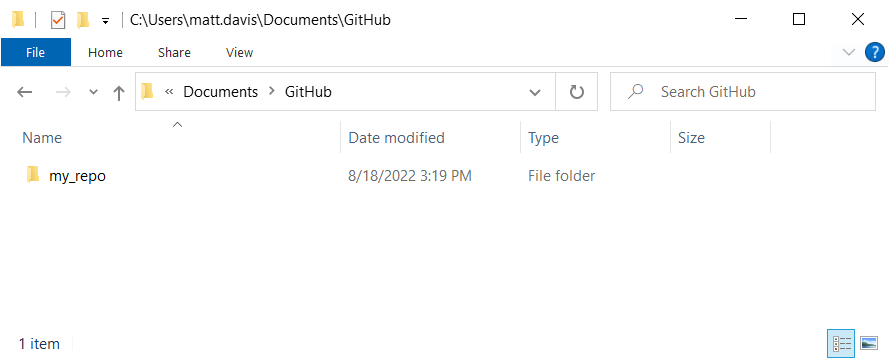 C:\Users\matt.davis\Documents\GitHub
File Home Share View ?
« Documents > GitHub Search GitHub
Name Date modified Type Size
my_repo 8/18/2022 3:19 PM File folder
1 item